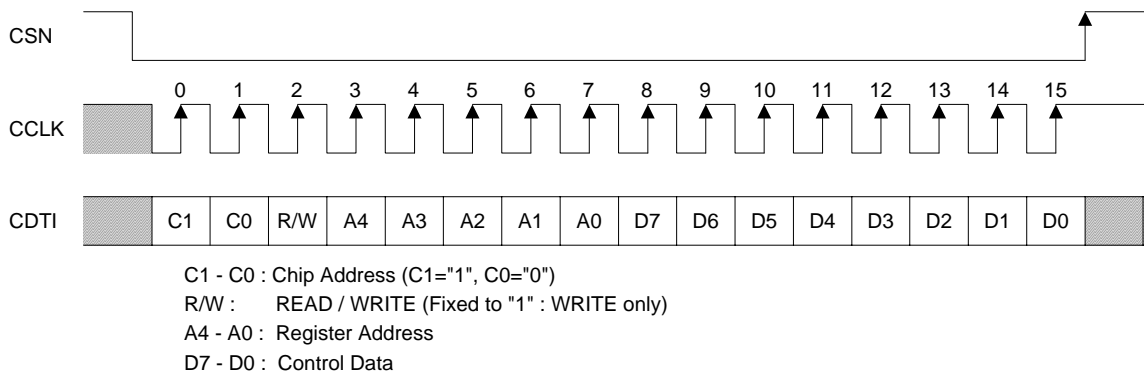 CSN
0 1 2 3 4 5 6 7 8 9 10 11 12 13 14 15
CCLK
CDTI C1 C0 R/W A4 A3 A2 A1 A0 D7 D6 D5 D4 D3 D2 D1 D0
C1 - C0 : Chip Address (C1="1", C0="0")
R/W : READ / WRITE (Fixed to "1" : WRITE only)
A4 - A0 : Register Address
D7 - D0 : Control Data